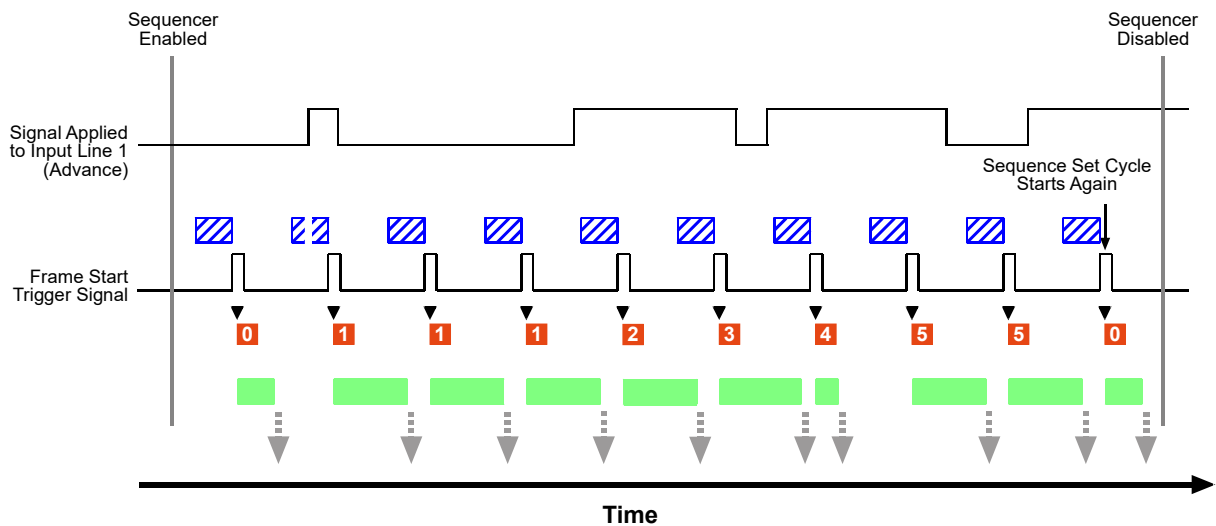 Sequencer
Enabled
Sequencer
Disabled
Signal Applied
to Input Line 1
(Advance)
Sequence Set Cycle
Starts Again
Frame Start
Trigger Signal
0 1 1 1 2 3 4 5 5 0
Time